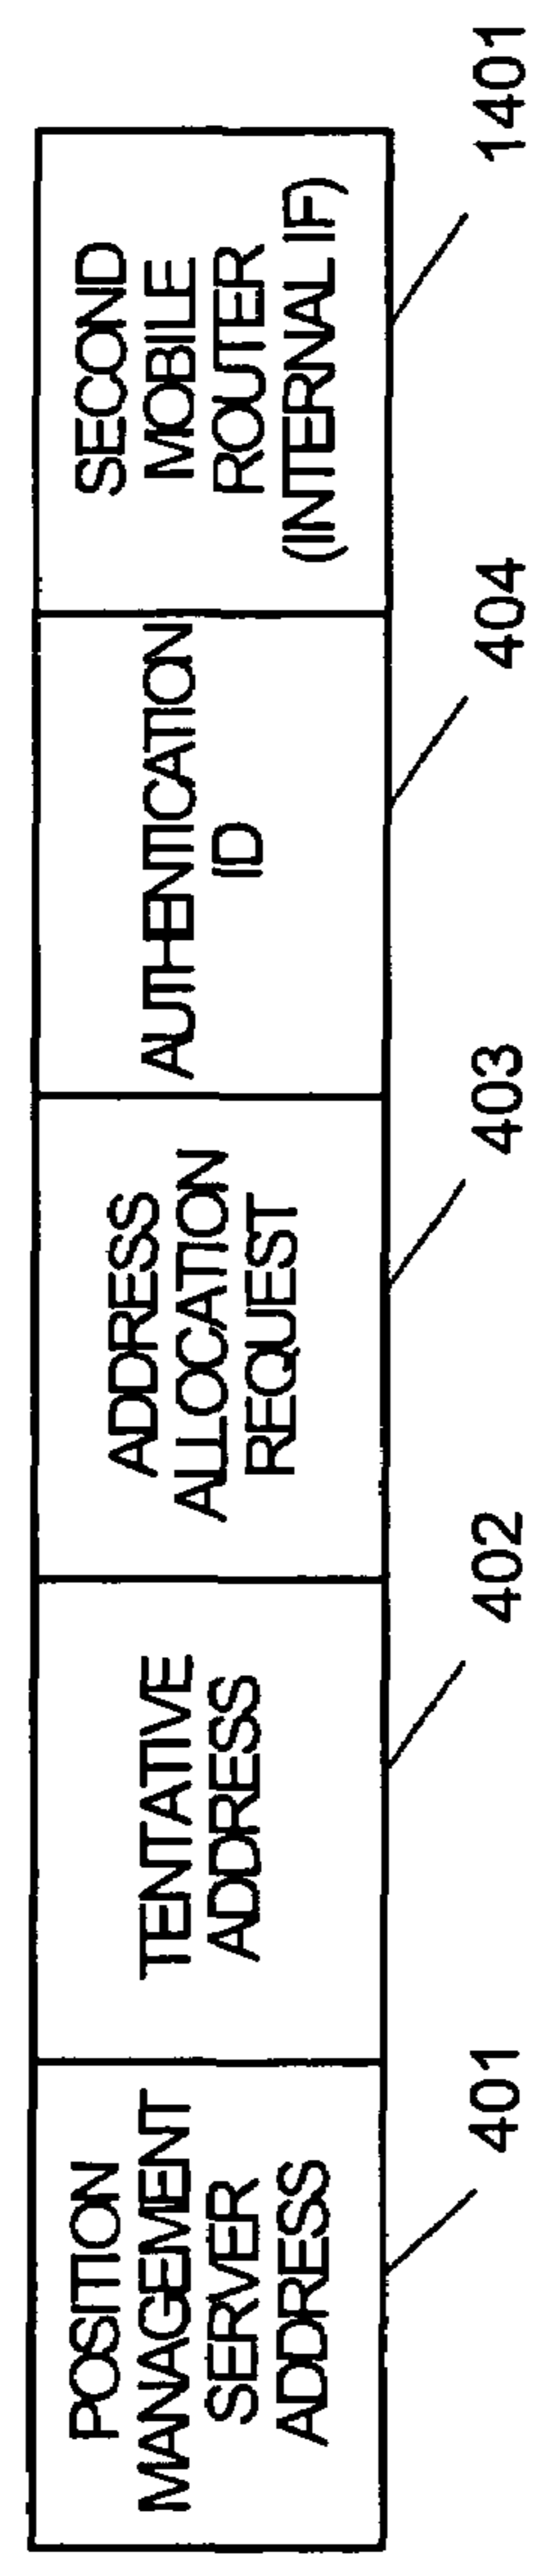 POSITION
MANAGEMENT
SERVER
ADDRESS
TENTATIVE
ADDRESS
ADDRESS
ALLOCATION
REQUEST
AUTHENTICATION
ID
SECOND
MOBILE
ROUTER
(INTERNAL IF)
401
402
403
404
1401